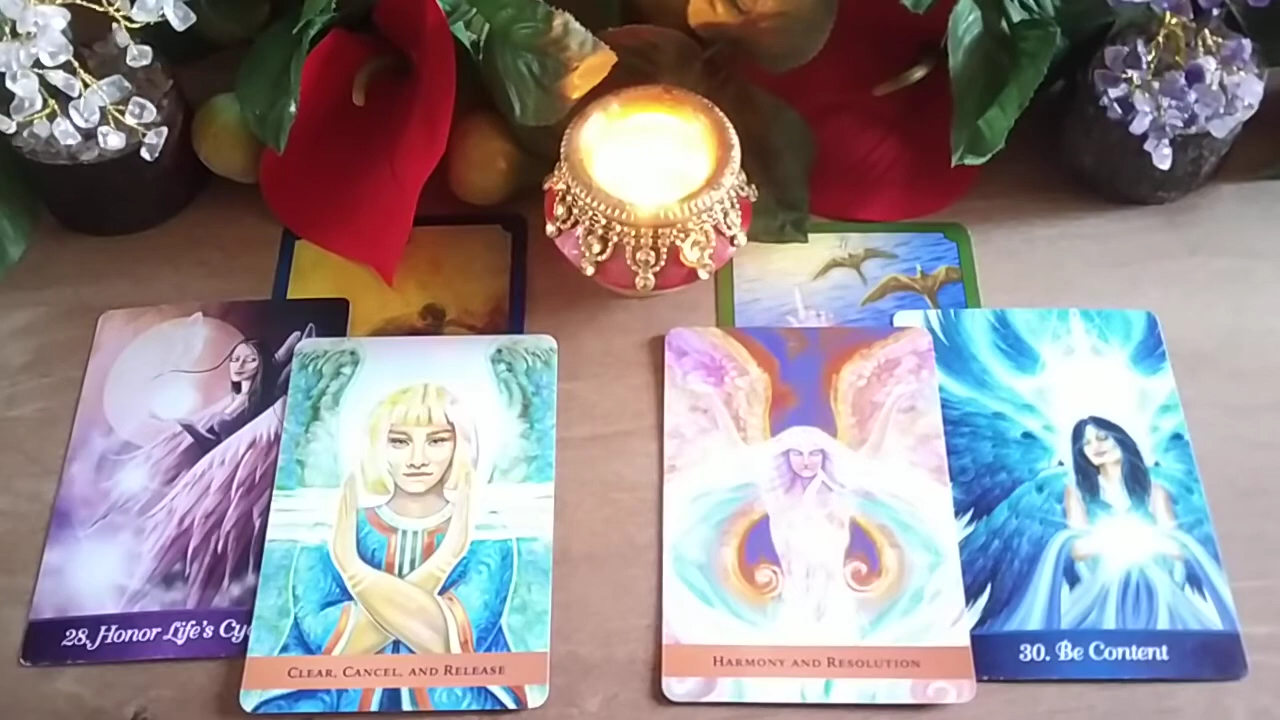 28. Honor Life's Cy
CLEAR, CANCEL, AND RELEASE
HARMONY AND RESOLUTION
30. Be Content